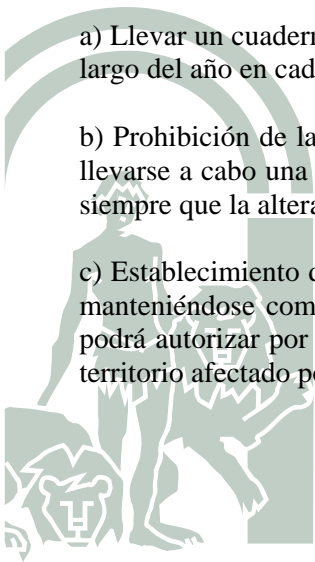 a) Llevar un cuadern
largo del año en cad
b) Prohibición de la
llevarse a cabo una
siempre que la altera
c) Establecimiento
manteniéndose com
podrá autorizar por
territorio afectado p